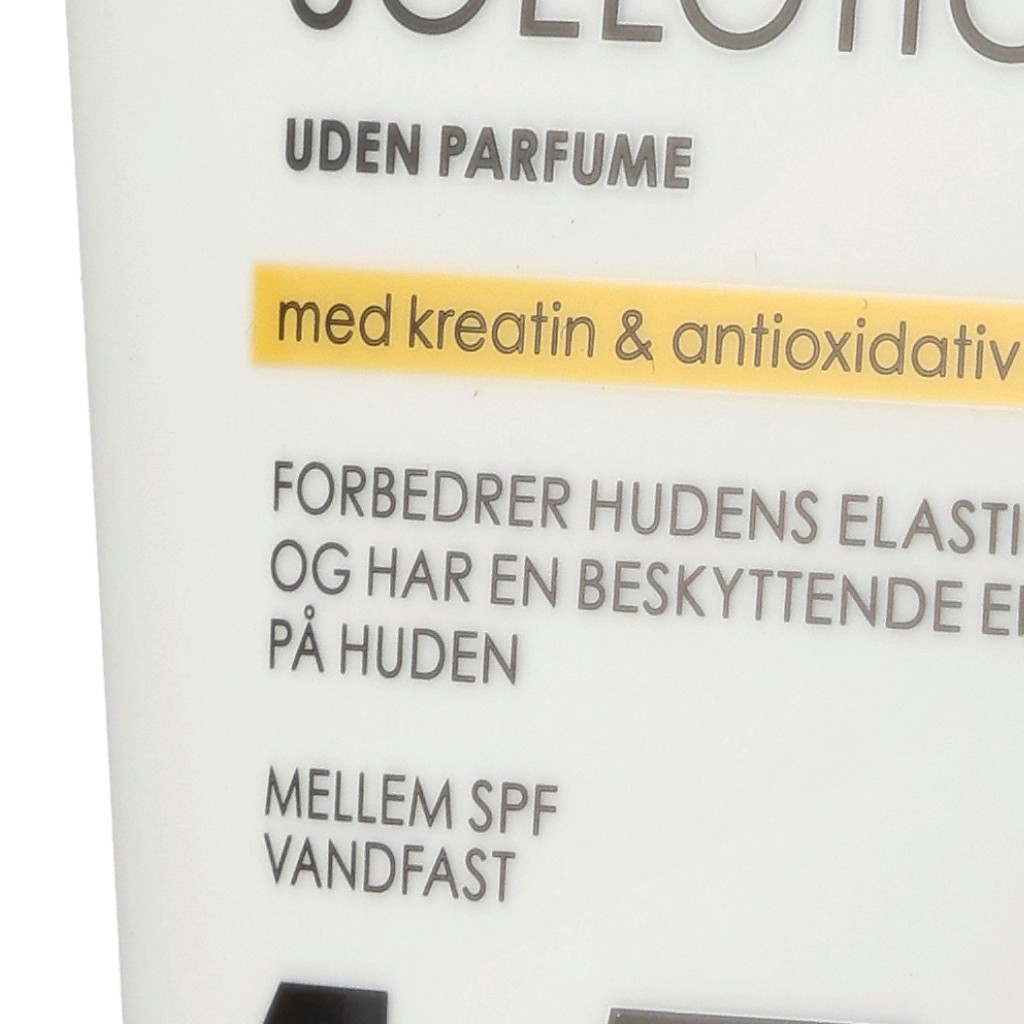 UDEN PARFUME
med kreatin & antioxidativ
FORBEDRER HUDENS ELASTI
OG HAR EN BESKYTTENDE
PÅ HUDEN
MELLEM SPF
VANDFAST